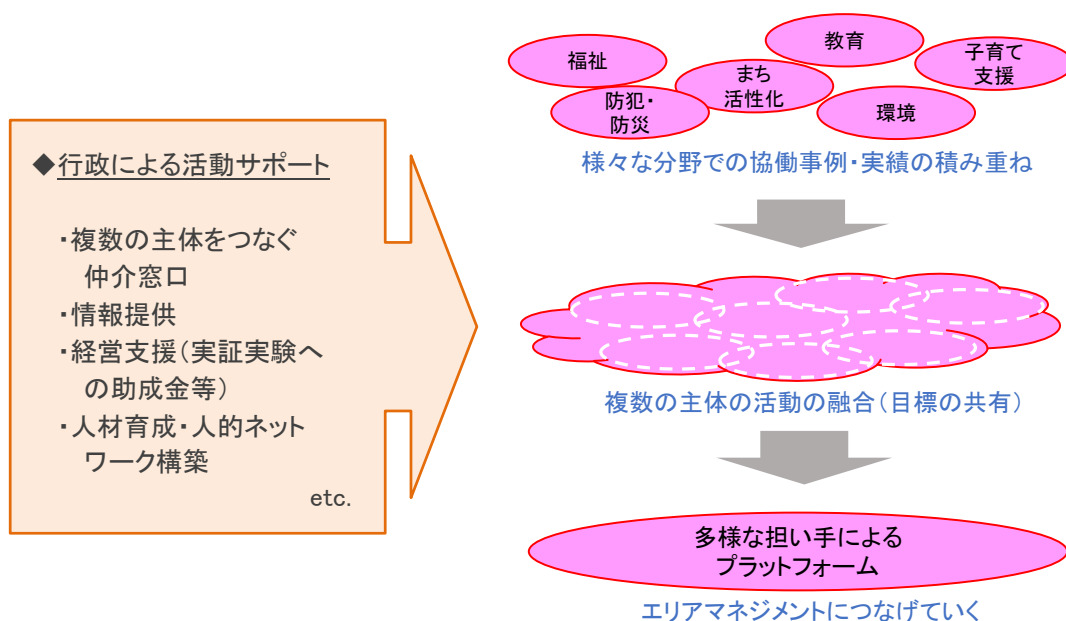 ◆行政による活動サポート
・複数の主体をつなぐ
仲介窓口
・情報提供
・経営支援(実証実験へ
の助成金等)
・人材育成・人的ネット
ワーク構築
etc.
福祉
防犯・
防災
まち
活性化
教育
環境
子育て
支援
様々な分野での協働事例・実績の積み重ね
複数の主体の活動の融合(目標の共有)
多様な担い手による
プラットフォーム
エリアマネジメントにつなげていく